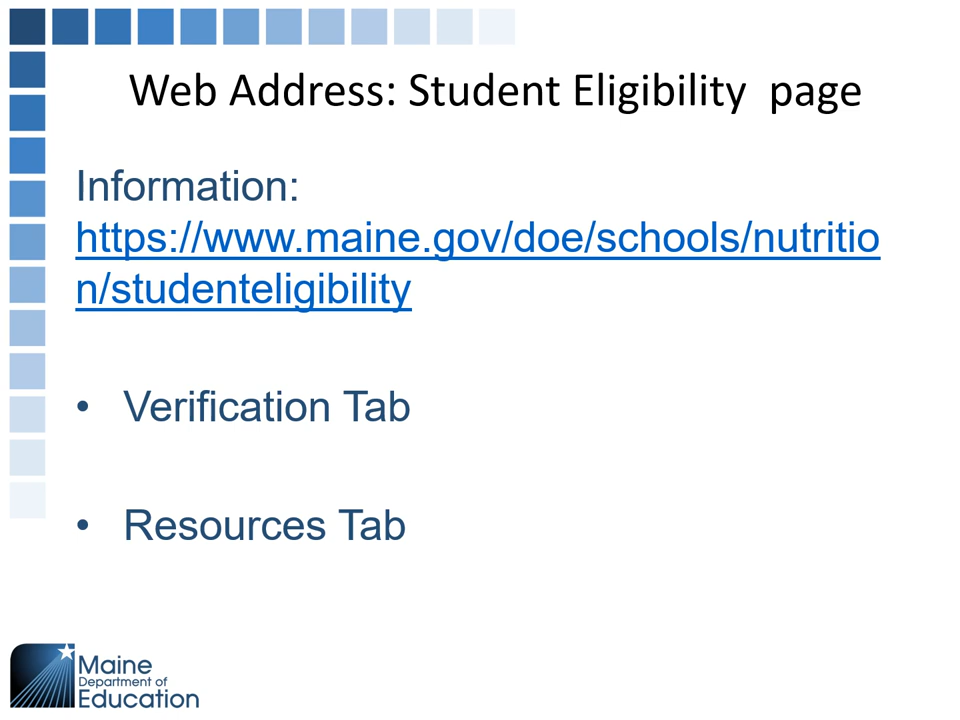 Web Address: Student Eligibility  page
Information:
https://www.maine.gov/doe/schools/nutritio
n/studenteligibility
• Verification Tab
• Resources Tab
Maine
Department of
Education